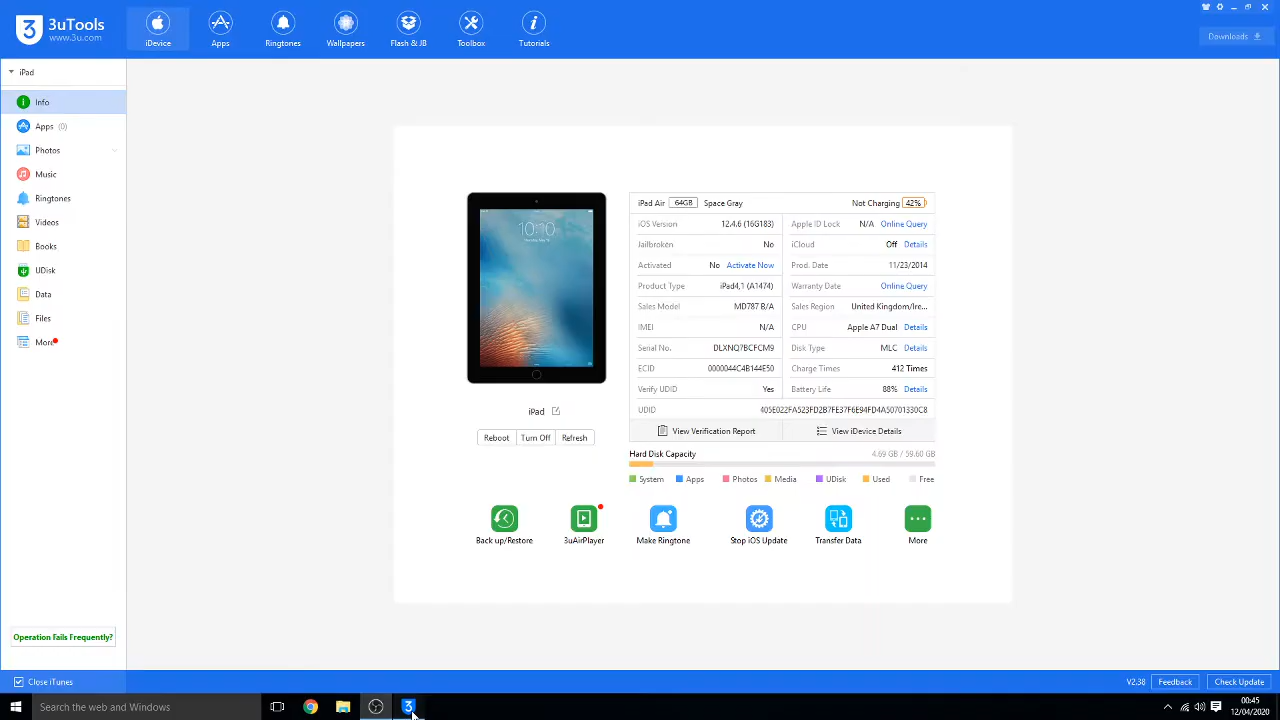 3 3uTools
www.3u.com
iDevice
Apps
Ringtones
Wallpapers
Flash & JB
Toolbox
Tutorials
Downloads
iPad
Info
Apps (0)
Photos
Music
Ringtones
Videos
Books
UDisk
Data
Files
More
Operation Fails Frequently?
10:10
iPad
Reboot Turn Off Refresh
iPad Air 64GB Space Gray Not Charging 42%
iOS Version 12.4.6 (16G183) Apple ID Lock N/A Online Query
Jailbroken No iCloud Off Details
Activated No Activate Now Prod. Date 11/23/2014
Product Type iPad4,1 (A1474) Warranty Date Online Query
Sales Model MD787 B/A Sales Region United Kingdom/Ire...
IMEI N/A CPU Apple A7 Dual Details
Serial No. DLXNQ7BCFCM9 Disk Type MLC Details
ECID 0000044C4B144E50 Charge Times 412 Times
Verify UDID Yes Battery Life 88% Details
UDID 405E022FA523FD2B7FE37F6E94FD4A50701330C8
View Verification Report View iDevice Details
Hard Disk Capacity 4.69 GB / 59.60 GB
System Apps Photos Media UDisk Used Free
Back up/Restore 3uAirPlayer Make Ringtone Stop iOS Update Transfer Data More
Close iTunes V2.38 Feedback Check Update
Search the web and Windows
3
00:45
12/04/2020